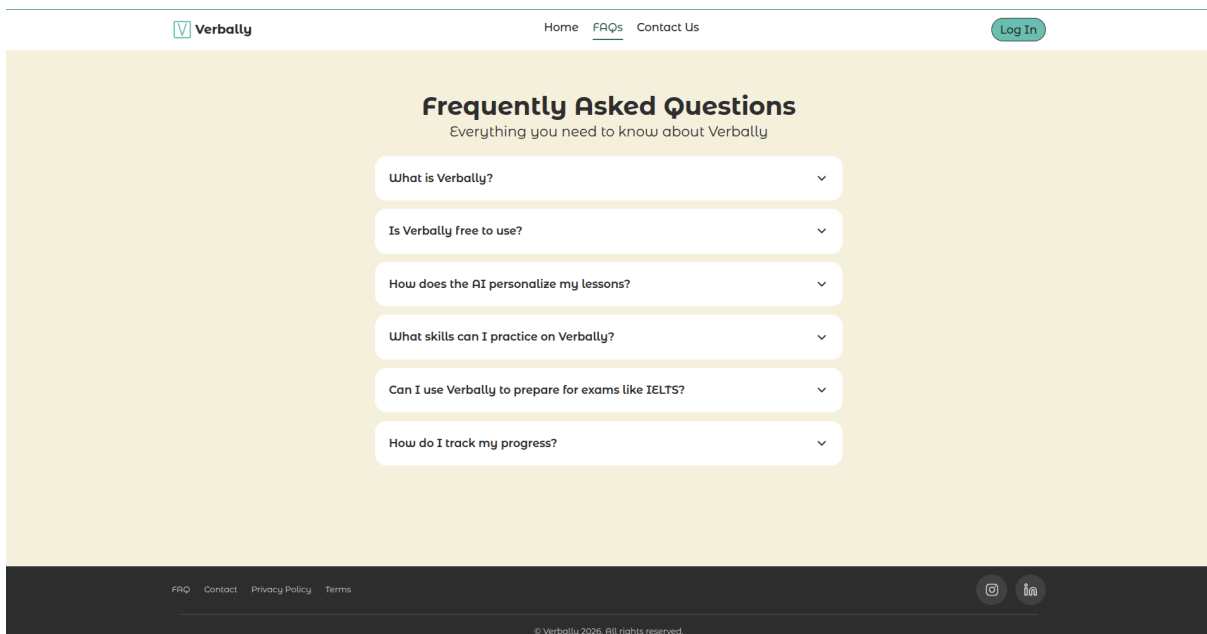 Verbally
Home FAQs Contact Us
Log In
Frequently Asked Questions
Everything you need to know about Verbally
What is Verbally?
Is Verbally free to use?
How does the AI personalize my lessons?
What skills can I practice on Verbally?
Can I use Verbally to prepare for exams like IELTS?
How do I track my progress?
FAQ Contact Privacy Policy Terms
© Verbally 2026. All rights reserved.